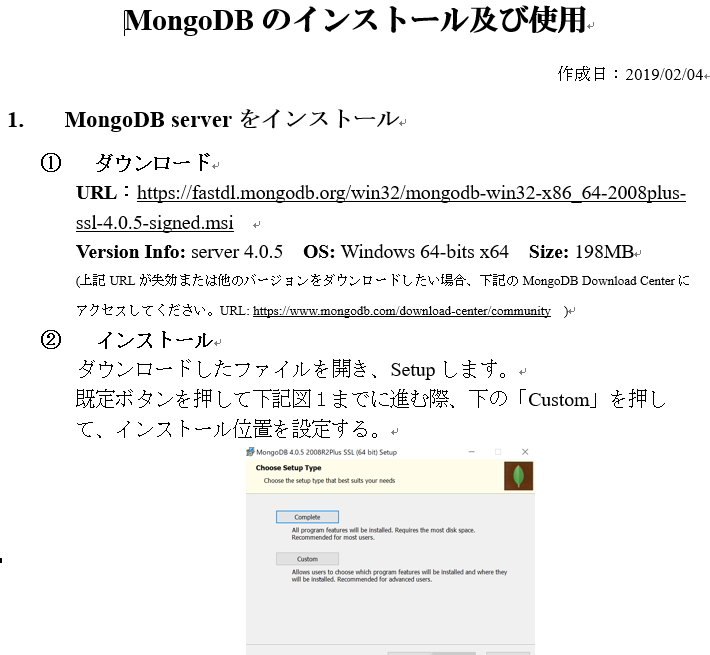 MongoDB のインストール及び使用
作成日：2019/02/04
1. MongoDB server をインストール
① ダウンロード
URL：https://fastdl.mongodb.org/win32/mongodb-win32-x86_64-2008plus-
ssl-4.0.5-signed.msi
Version Info: server 4.0.5 OS: Windows 64-bits x64 Size: 198MB
(上記 URL が失効または他のバージョンをダウンロードしたい場合、下記の MongoDB Download Center に
アクセスしてください。URL: https://www.mongodb.com/download-center/community )
② インストール
ダウンロードしたファイルを開き、Setup します。
既定ボタンを押して下記図１までに進む際、下の「Custom」を押し
て、インストール位置を設定する。
MongoDB 4.0.5 2008R2Plus SSL (64 bit) Setup
Choose Setup Type
Choose the setup type that best suits your needs
Complete
All program features will be installed. Requires the most disk space.
Recommended for most users.
Custom
Allows users to choose which program features will be installed and where they
will be installed. Recommended for advanced users.